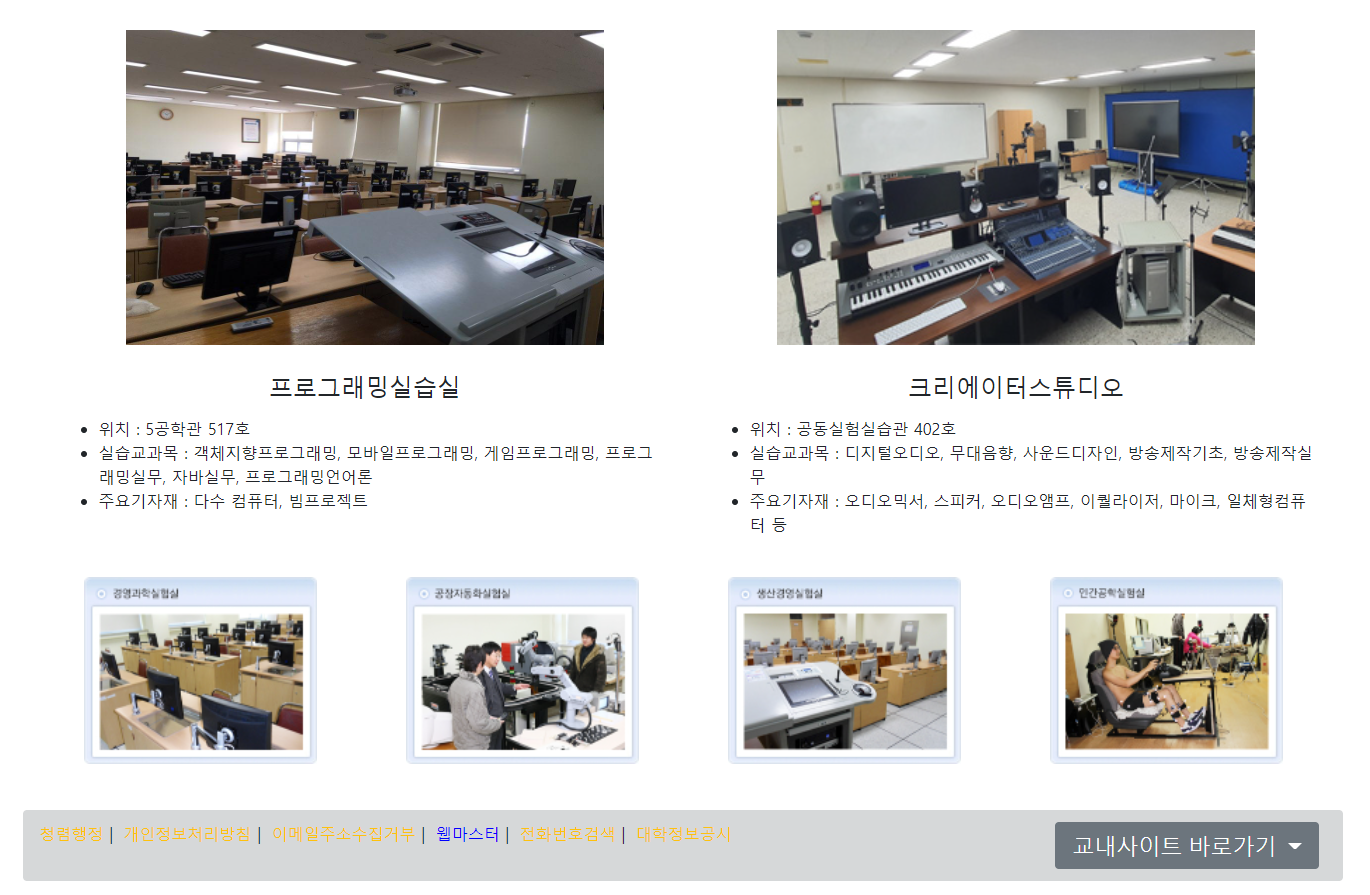 프로그래밍실습실
위치 : 5공학관 517호
실습교과목 : 객체지향프로그래밍, 모바일프로그래밍, 게임프로그래밍, 프로그
래밍실무, 자바실무, 프로그래밍언어론
주요기자재 : 다수 컴퓨터, 빔프로젝트
크리에이터스튜디오
위치 : 공동실험실습관 402호
실습교과목 : 디지털오디오, 무대음향, 사운드디자인, 방송제작기초, 방송제작실
무
주요기자재 : 오디오믹서, 스피커, 오디오앰프, 이퀄라이저, 마이크, 일체형컴퓨
터 등
경영과학실험실
공장자동화실험실
생산경영실험실
인간공학실험실
청렴행정 | 개인정보처리방침 | 이메일주소수집거부 | 웹마스터 | 전화번호검색 | 대학정보공시
교내사이트 바로가기